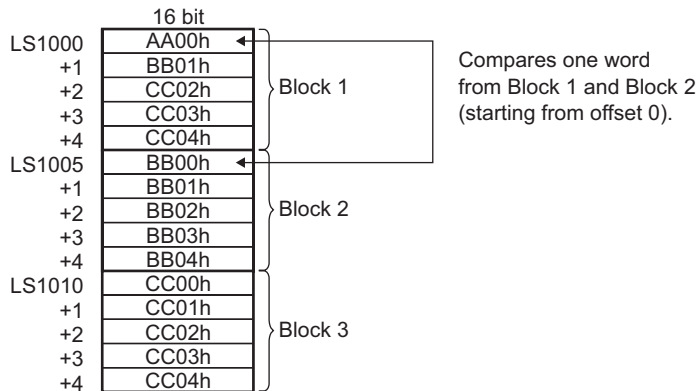 16 bit
LS1000 AA00h
+1 BB01h
+2 CC02h Block 1
+3 CC03h
+4 CC04h
LS1005 BB00h
+1 BB01h
+2 BB02h Block 2
+3 BB03h
+4 BB04h
LS1010 CC00h
+1 CC01h
+2 CC02h Block 3
+3 CC03h
+4 CC04h
Compares one word
from Block 1 and Block 2
(starting from offset 0).